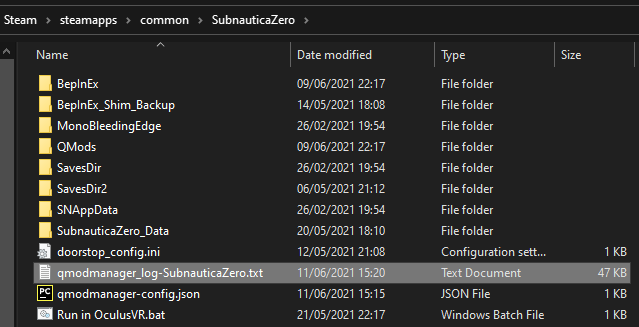 Steam > steamapps > common > SubnauticaZero >
Name Date modified Type Size
BepInEx 09/06/2021 22:17 File folder
BepInEx_Shim_Backup 14/05/2021 18:08 File folder
MonoBleedingEdge 26/02/2021 19:54 File folder
QMods 09/06/2021 22:17 File folder
SavesDir 26/02/2021 19:54 File folder
SavesDir2 06/05/2021 21:12 File folder
SNAppData 26/02/2021 19:54 File folder
SubnauticaZero_Data 20/05/2021 18:10 File folder
doorstop_config.ini 12/05/2021 21:08 Configuration sett... 1 KB
qmodmanager_log-SubnauticaZero.txt 11/06/2021 15:20 Text Document 47 KB
PC qmodmanager-config.json 11/06/2021 15:15 JSON File 1 KB
Run in OculusVR.bat 21/05/2021 22:17 Windows Batch File 1 KB